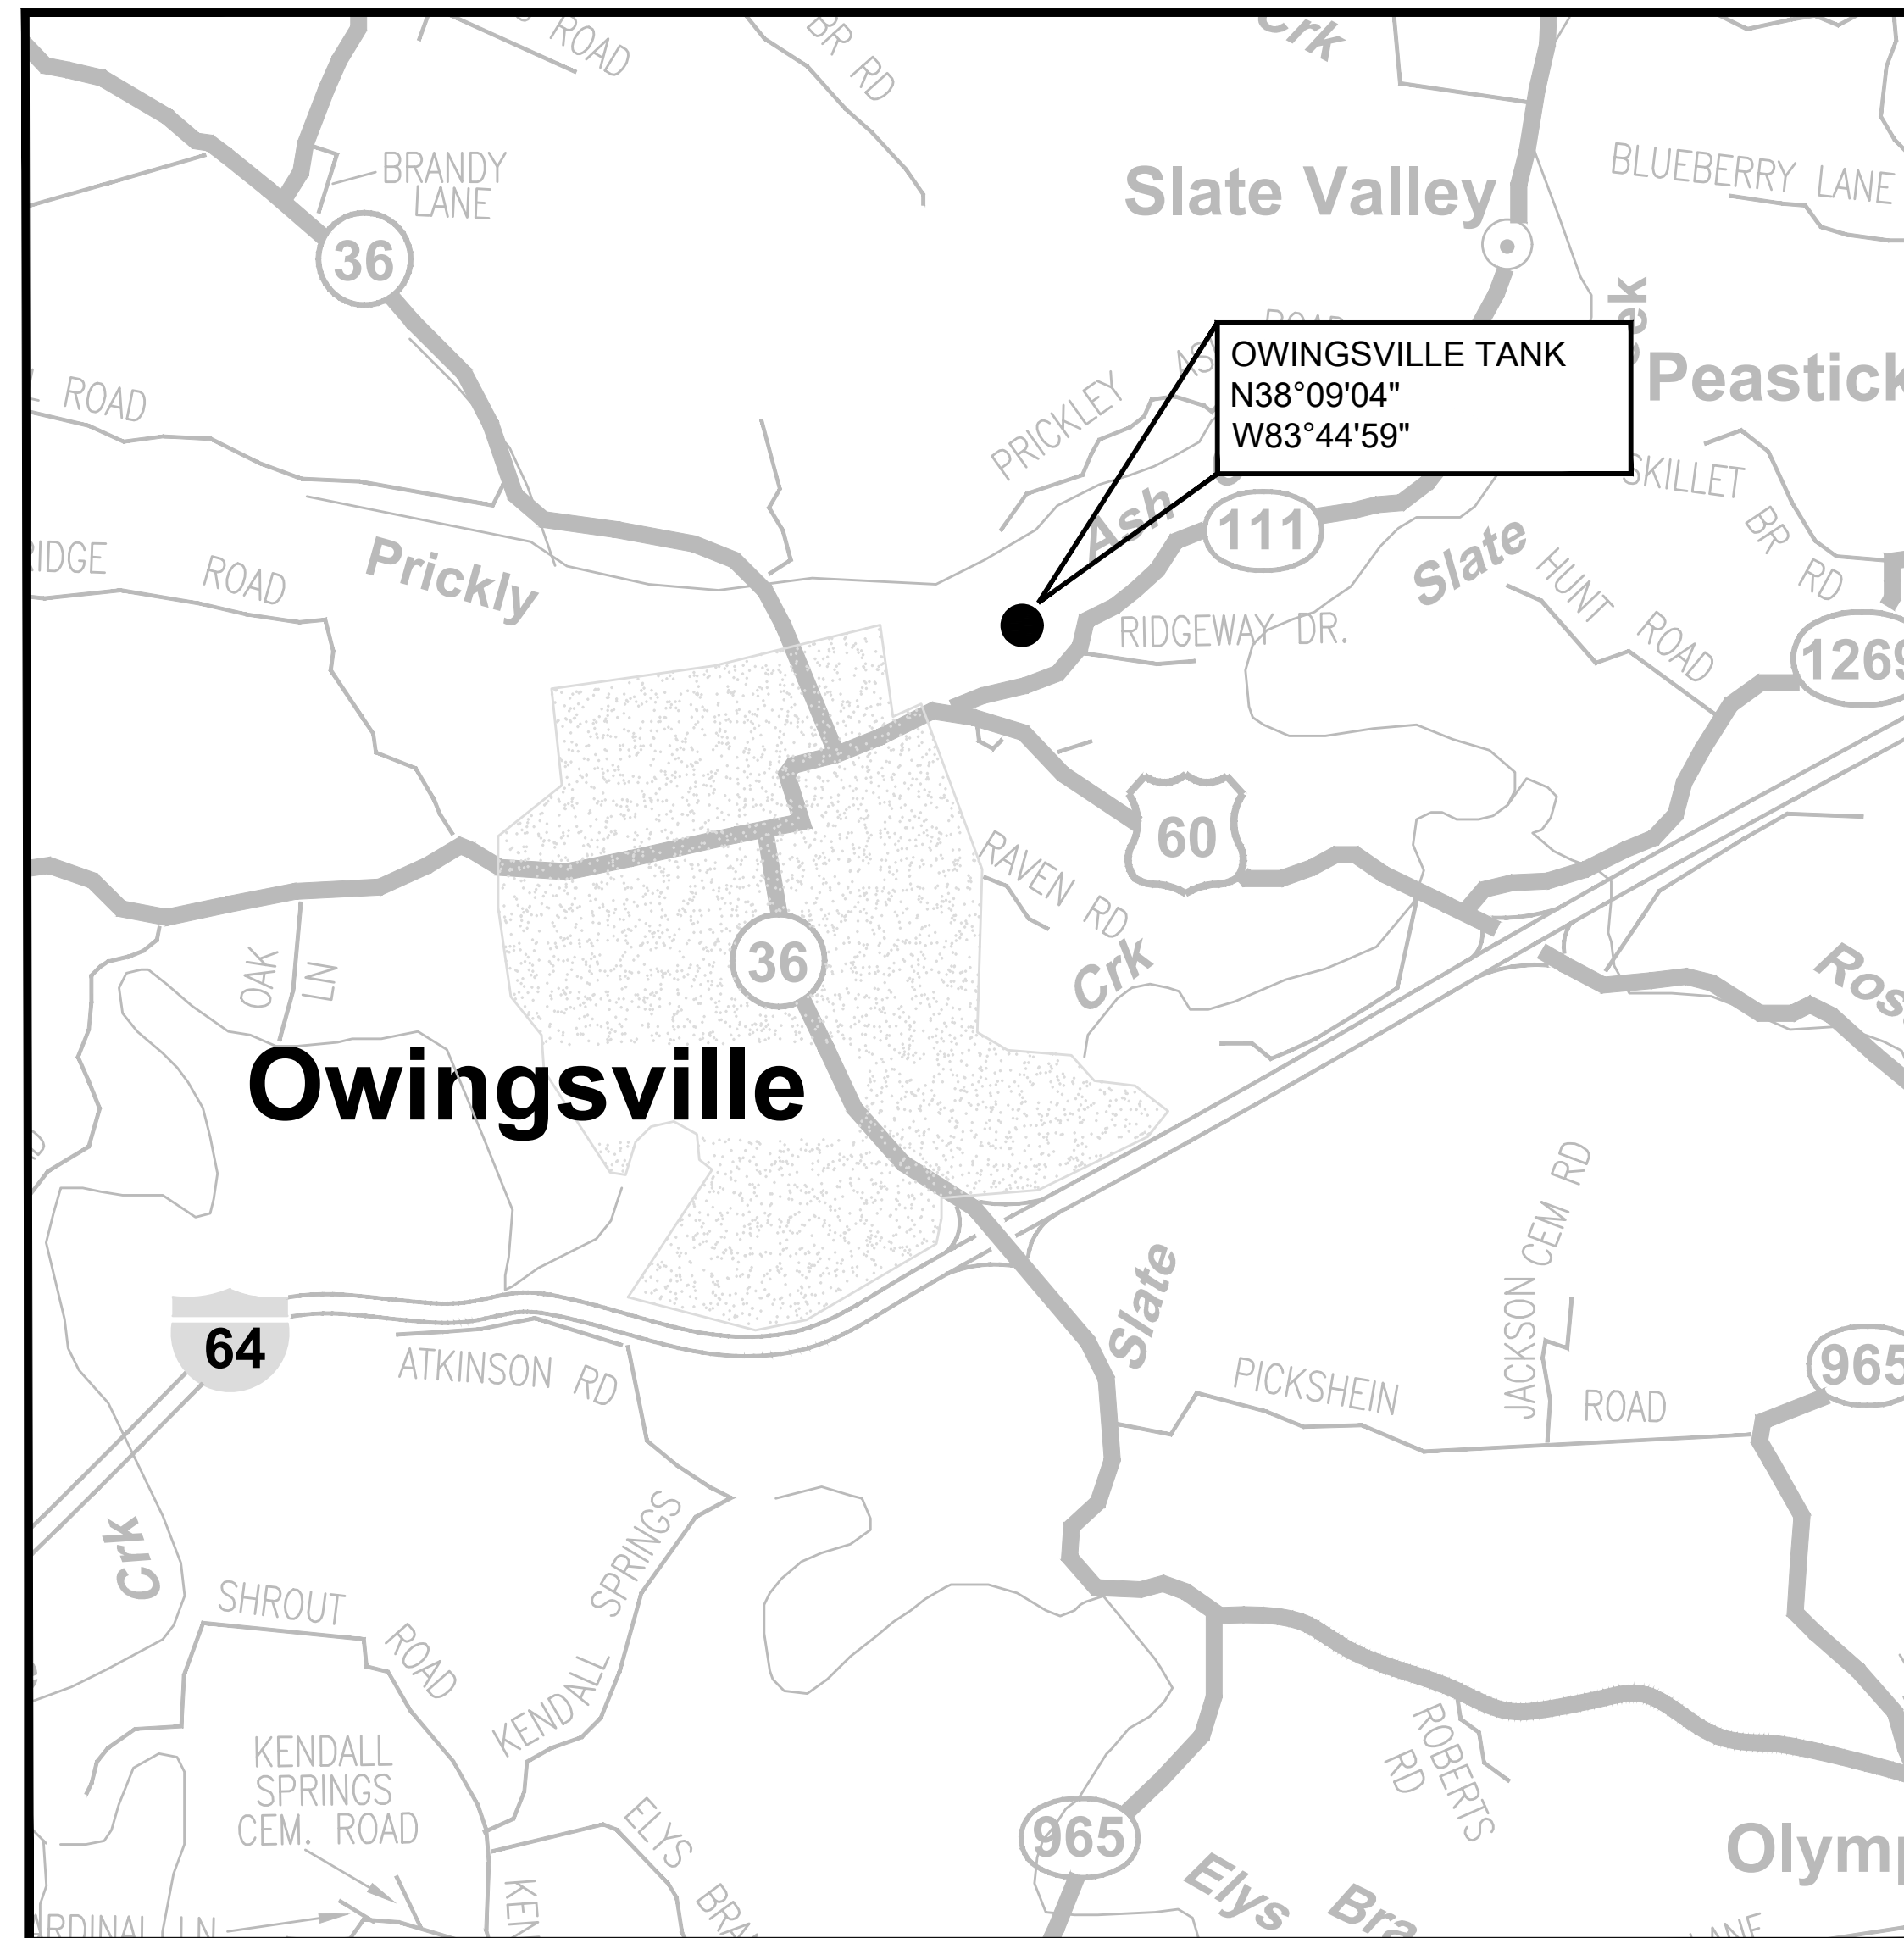 ROAD
BR RD
Crk
BRANDY
LANE
Slate Valley
BLUEBERRY LANE
36
OWINGSVILLE TANK
N38°09'04"
W83°44'59"
ROAD
PRICKLEY
Ash
111
SKILLET
BR RD
IDGE ROAD
Prickly
Slate
HUNT ROAD
RIDGEWAY DR.
60
RAVEN RD
Crk
OAK LN
36
Owingsville
JACKSON CEM RD
Slate
64
ATKINSON RD
PICKSHEIN ROAD
965
Crk
SHROUT ROAD
KENDALL SPRINGS
KENDALL
SPRINGS
CEM. ROAD
ROBERTS
RD
ELYS
965
Elys